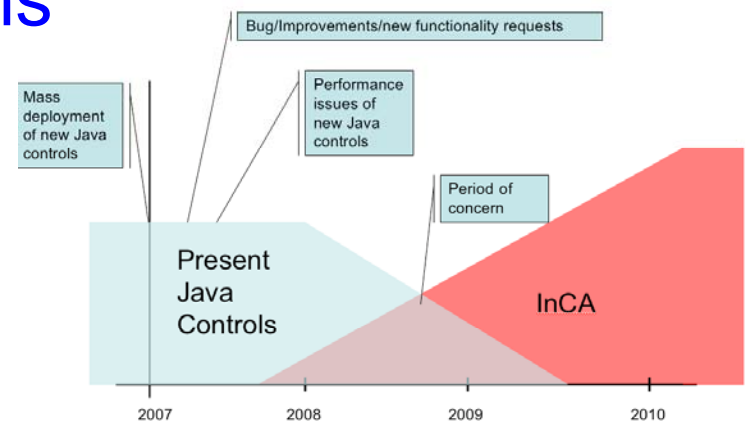 is
Bug/Improvements/new functionality requests
Mass
deployment
of new Java
controls
Performance
issues of
new Java
controls
Period of
concern
Present
Java
Controls
InCA
2007
2008
2009
2010